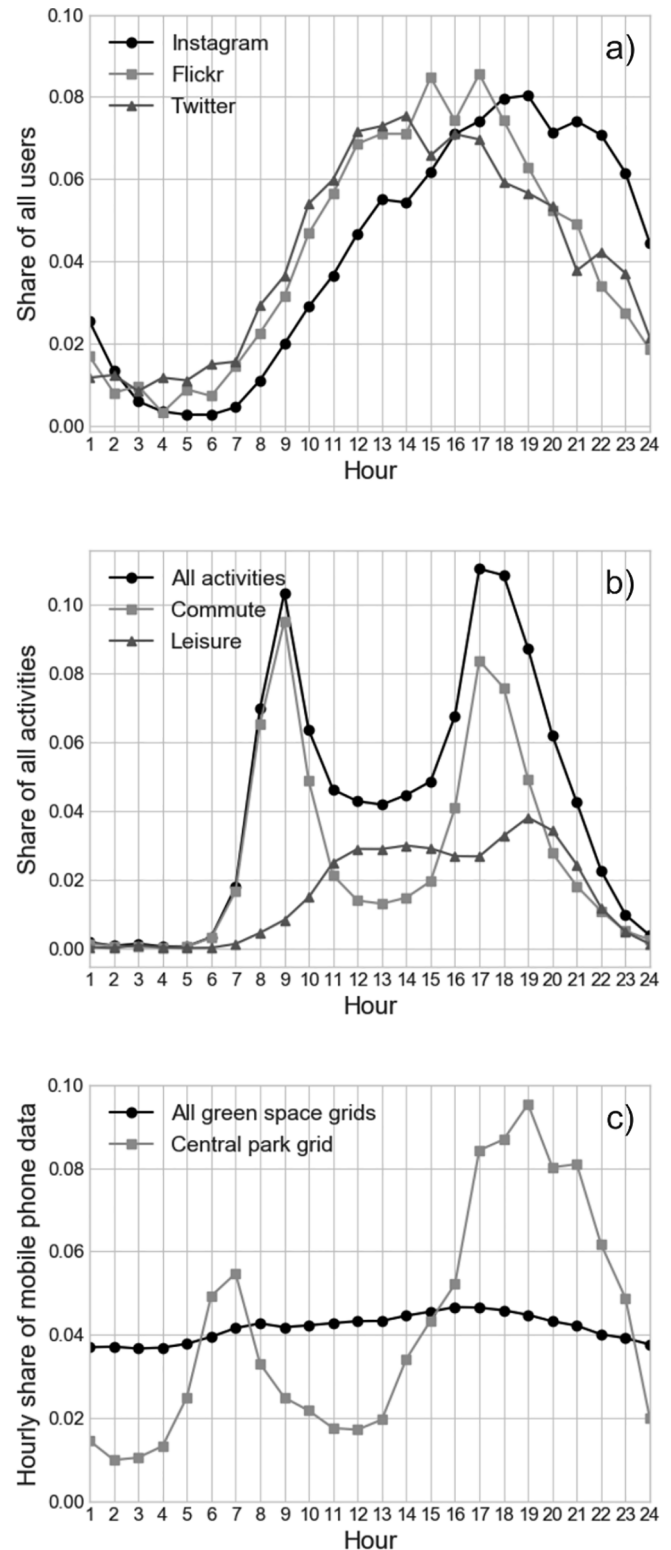 0.10
a)
Instagram
Flickr
Twitter
0.08
0.06
0.04
0.02
0.00
Share of all users
1 2 3 4 5 6 7 8 9 10 11 12 13 14 15 16 17 18 19 20 21 22 23 24
Hour
b)
All activities
Commute
Leisure
0.10
0.08
0.06
0.04
0.02
0.00
Share of all activities
1 2 3 4 5 6 7 8 9 10 11 12 13 14 15 16 17 18 19 20 21 22 23 24
Hour
0.10
c)
All green space grids
Central park grid
0.08
0.06
0.04
0.02
0.00
Hourly share of mobile phone data
1 2 3 4 5 6 7 8 9 10 11 12 13 14 15 16 17 18 19 20 21 22 23 24
Hour